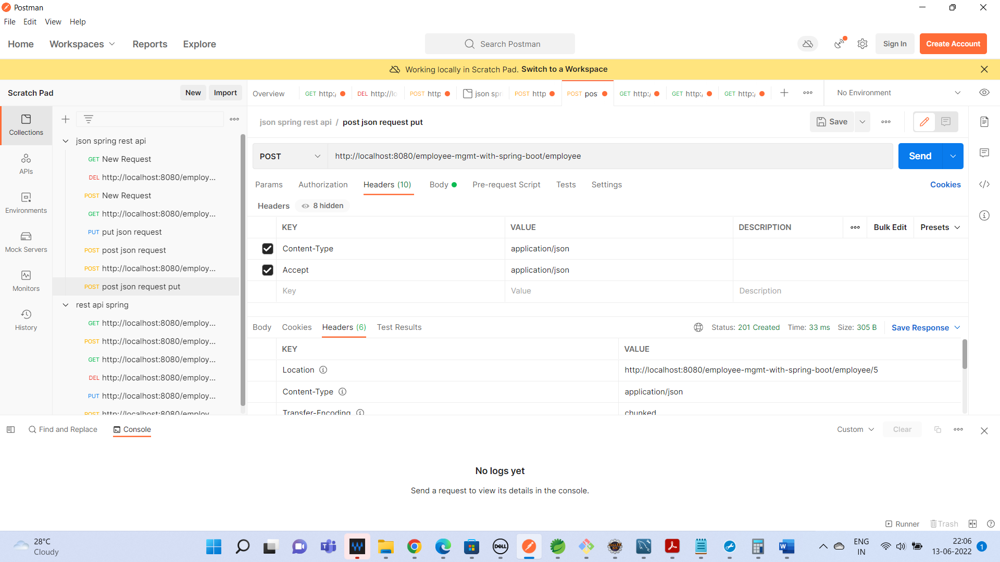 Postman
File Edit View Help
Home Workspaces Reports Explore
Search Postman
Sign In
Create Account
Working locally in Scratch Pad. Switch to a Workspace
Scratch Pad
New
Import
Overview
GET http:/
DEL http://lo
POST http
json spr
POST http
POST pos
GET http:/
GET http:/
GET http:/
No Environment
Collections
APIs
Environments
Mock Servers
Monitors
History
json spring rest api
GET New Request
DEL http://localhost:8080/employ...
POST New Request
GET http://localhost:8080/employ...
PUT put json request
POST post json request
POST http://localhost:8080/employ...
POST post json request put
rest api spring
GET http://localhost:8080/employ...
POST http://localhost:8080/employ...
GET http://localhost:8080/employ...
DEL http://localhost:8080/employ...
PUT http://localhost:8080/employ...
POST http://localhost:8080/employ
json spring rest api / post json request put
Save
POST http://localhost:8080/employee-mgmt-with-spring-boot/employee
Send
Params Authorization Headers (10) Body Pre-request Script Tests Settings Cookies
Headers 8 hidden
KEY VALUE DESCRIPTION Bulk Edit Presets
Content-Type application/json
Accept application/json
Key Value Description
Body Cookies Headers (6) Test Results
Status: 201 Created Time: 33 ms Size: 305 B Save Response
KEY VALUE
Location http://localhost:8080/employee-mgmt-with-spring-boot/employee/5
Content-Type application/json
Transfer-Encoding chunked
Find and Replace Console
Custom Clear
No logs yet
Send a request to view its details in the console.
Runner Trash
28°C
Cloudy
DELL
W
ENG
IN
22:06
13-06-2022
1